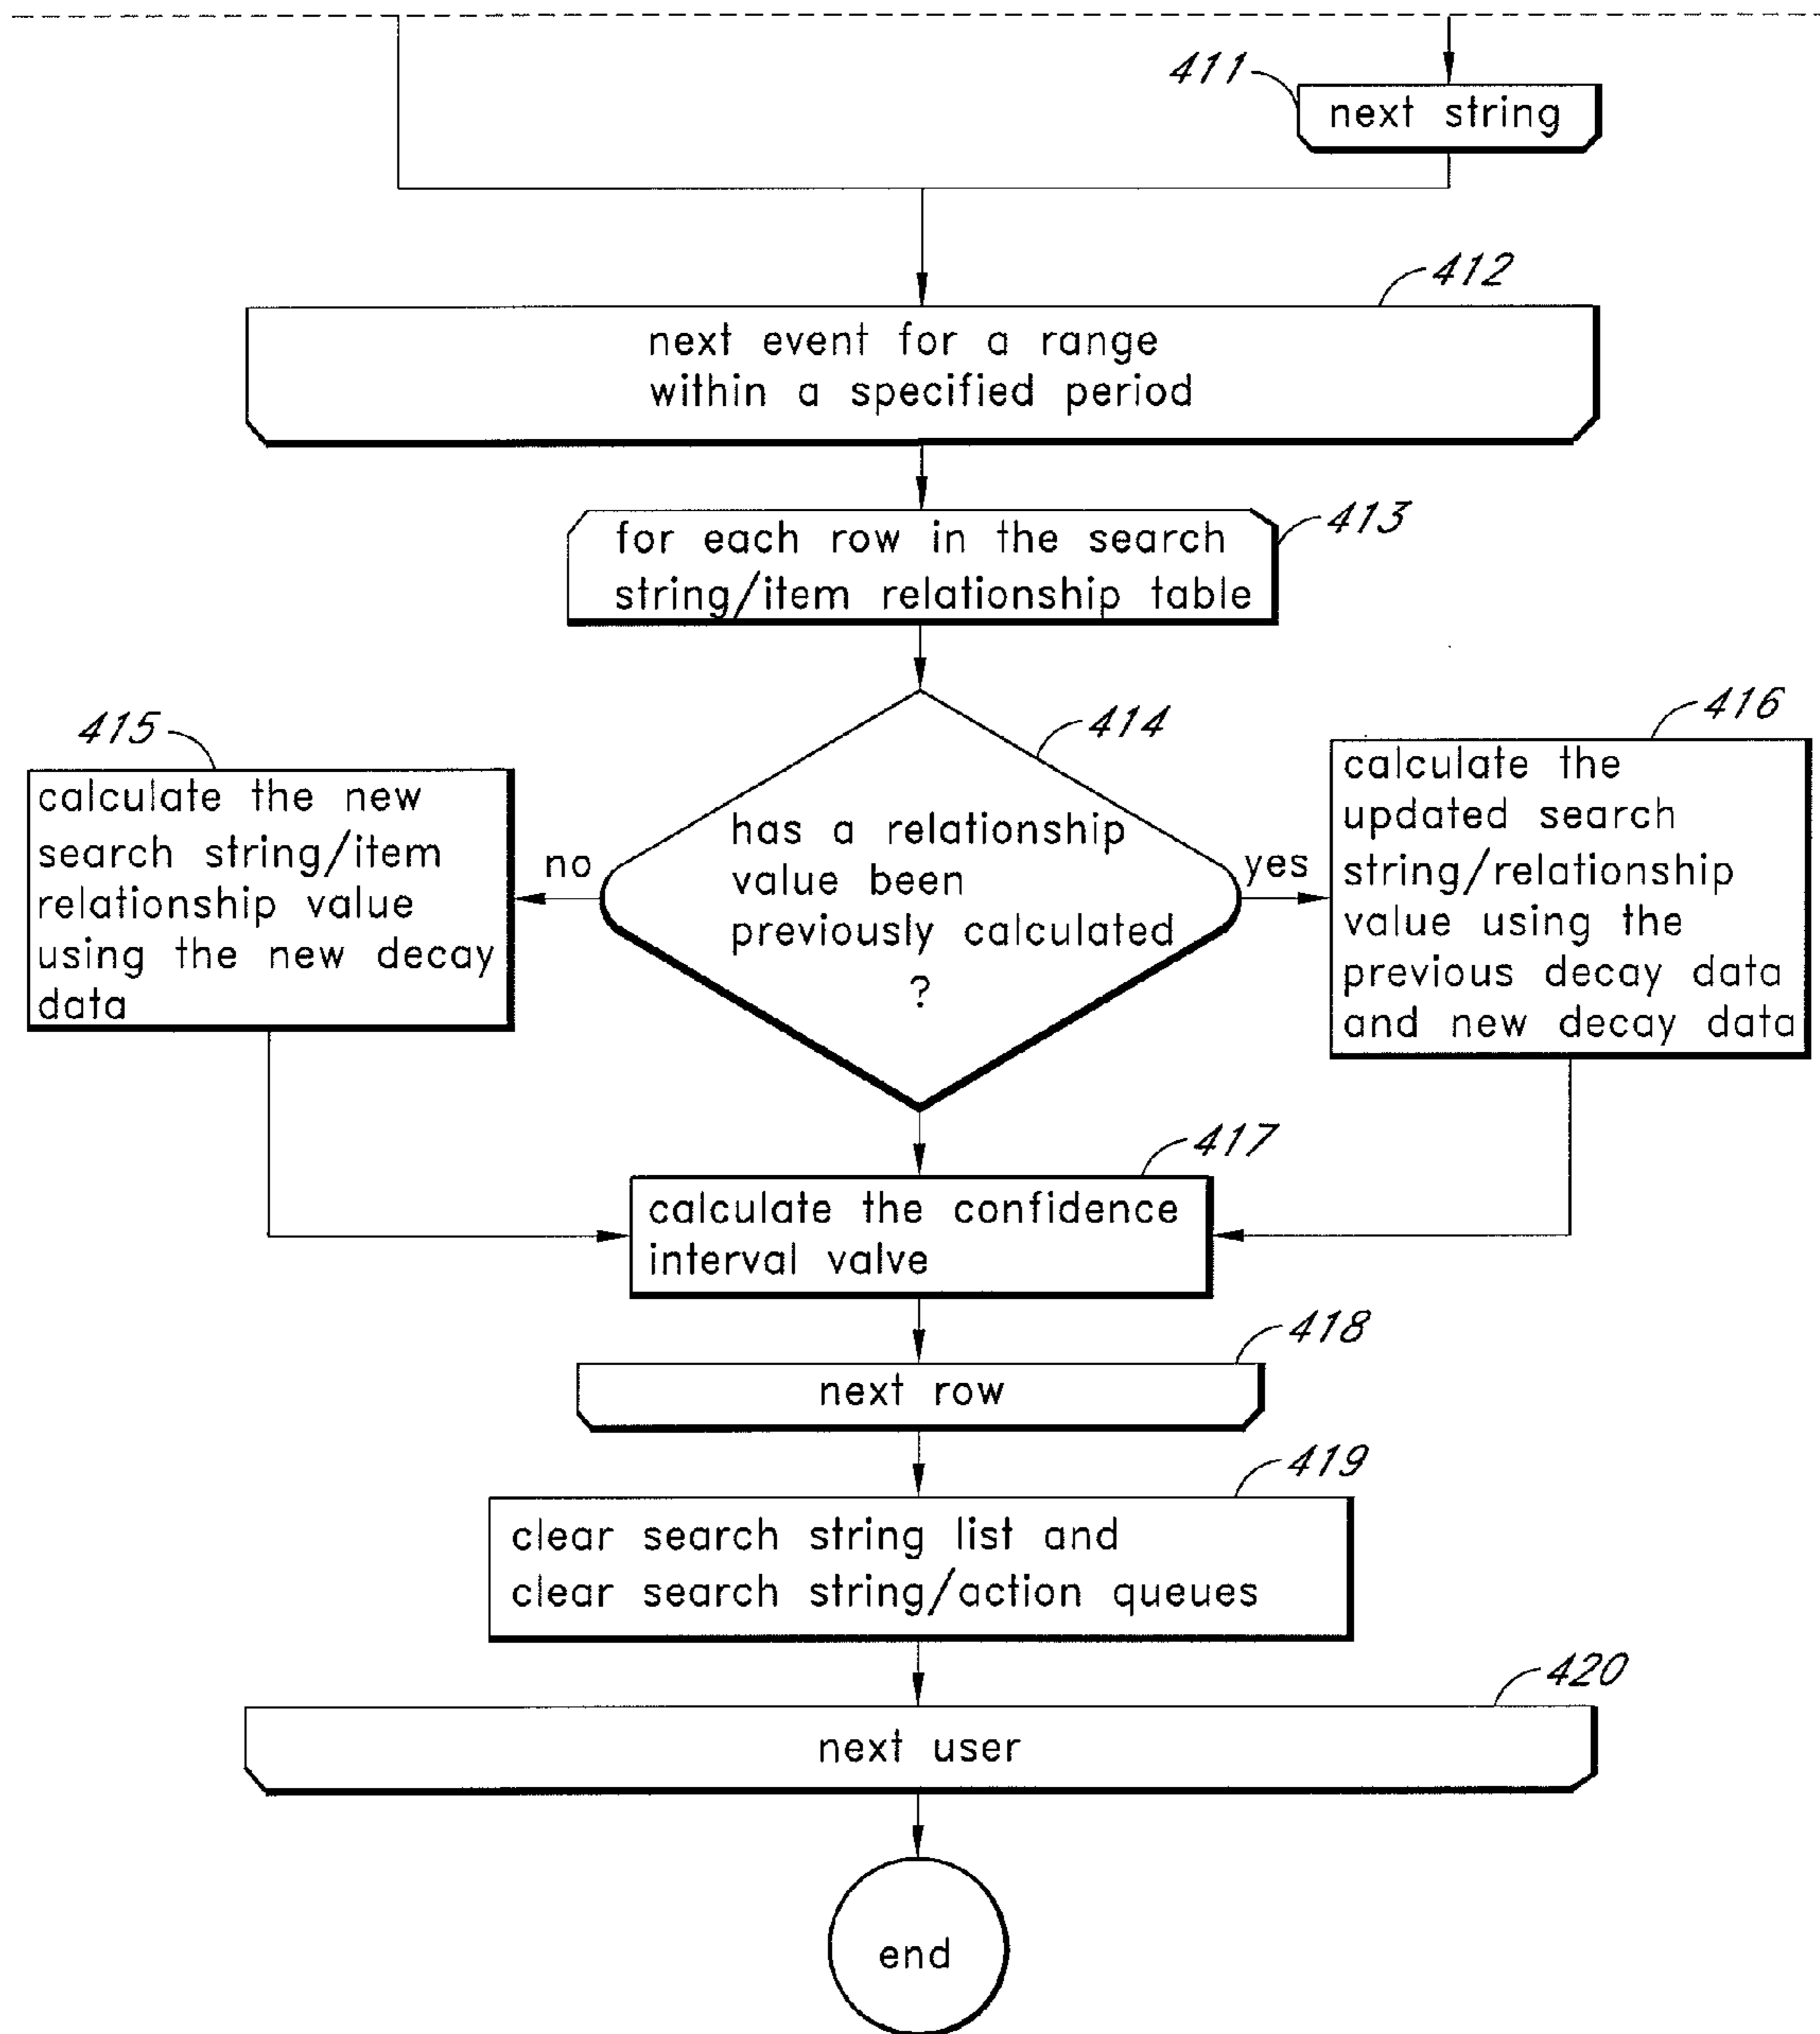 411
next string
412
next event for a range
within a specified period
413
for each row in the search
string/item relationship table
414
415
416
calculate the new
search string/item
relationship value
using the new decay
data
no
has a relationship
value been
previously calculated
?
yes
calculate the
updated search
string/relationship
value using the
previous decay data
and new decay data
417
calculate the confidence
interval valve
418
next row
419
clear search string list and
clear search string/action queues
420
next user
end